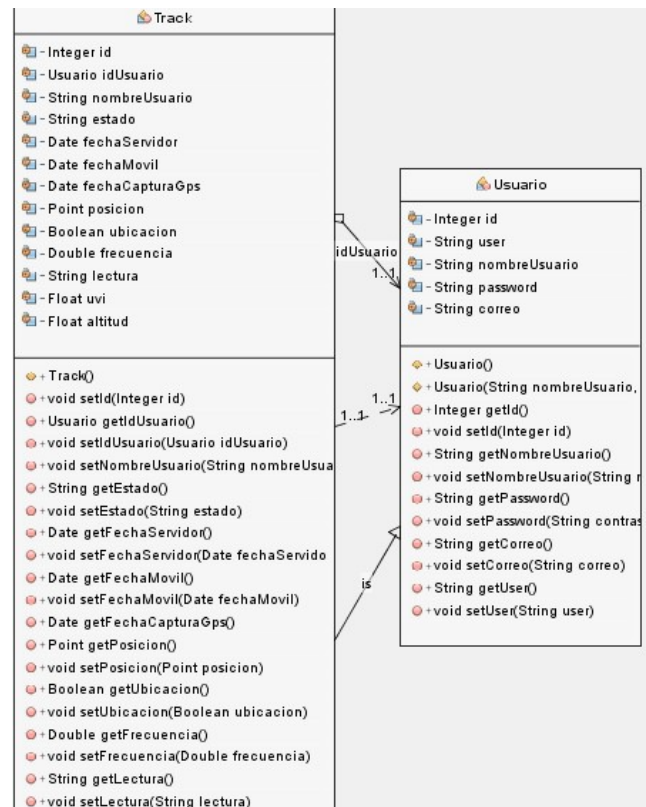 Track
- Integer id
- Usuario idUsuario
- String nombreUsuario
- String estado
- Date fechaServidor
- Date fechaMovil
- Date fechaCapturaGps
- Point posicion
- Boolean ubicacion
- Double frecuencia
- String lectura
- Float uvi
- Float altitud
+ Track()
+ void setId(Integer id)
+ Usuario getIdUsuario()
+ void setIdUsuario(Usuario idUsuario)
+ void setNombreUsuario(String nombreUsua
+ String getEstado()
+ void setEstado(String estado)
+ Date getFechaServidor()
+ void setFechaServidor(Date fechaServido
+ Date getFechaMovil()
+ void setFechaMovil(Date fechaMovil)
+ Date getFechaCapturaGps()
+ Point getPosicion()
+ void setPosicion(Point posicion)
+ Boolean getUbicacion()
+ void setUbicacion(Boolean ubicacion)
+ Double getFrecuencia()
+ void setFrecuencia(Double frecuencia)
+ String getLectura()
+ void setLectura(String lectura)
idUsuario
1..1
1..1
1..1
is
Usuario
- Integer id
- String user
- String nombreUsuario
- String password
- String correo
+ Usuario()
+ Usuario(String nombreUsuario,
+ Integer getId()
+ void setId(Integer id)
+ String getNombreUsuario()
+ void setNombreUsuario(String n
+ String getPassword()
+ void setPassword(String contras
+ String getCorreo()
+ void setCorreo(String correo)
+ String getUser()
+ void setUser(String user)